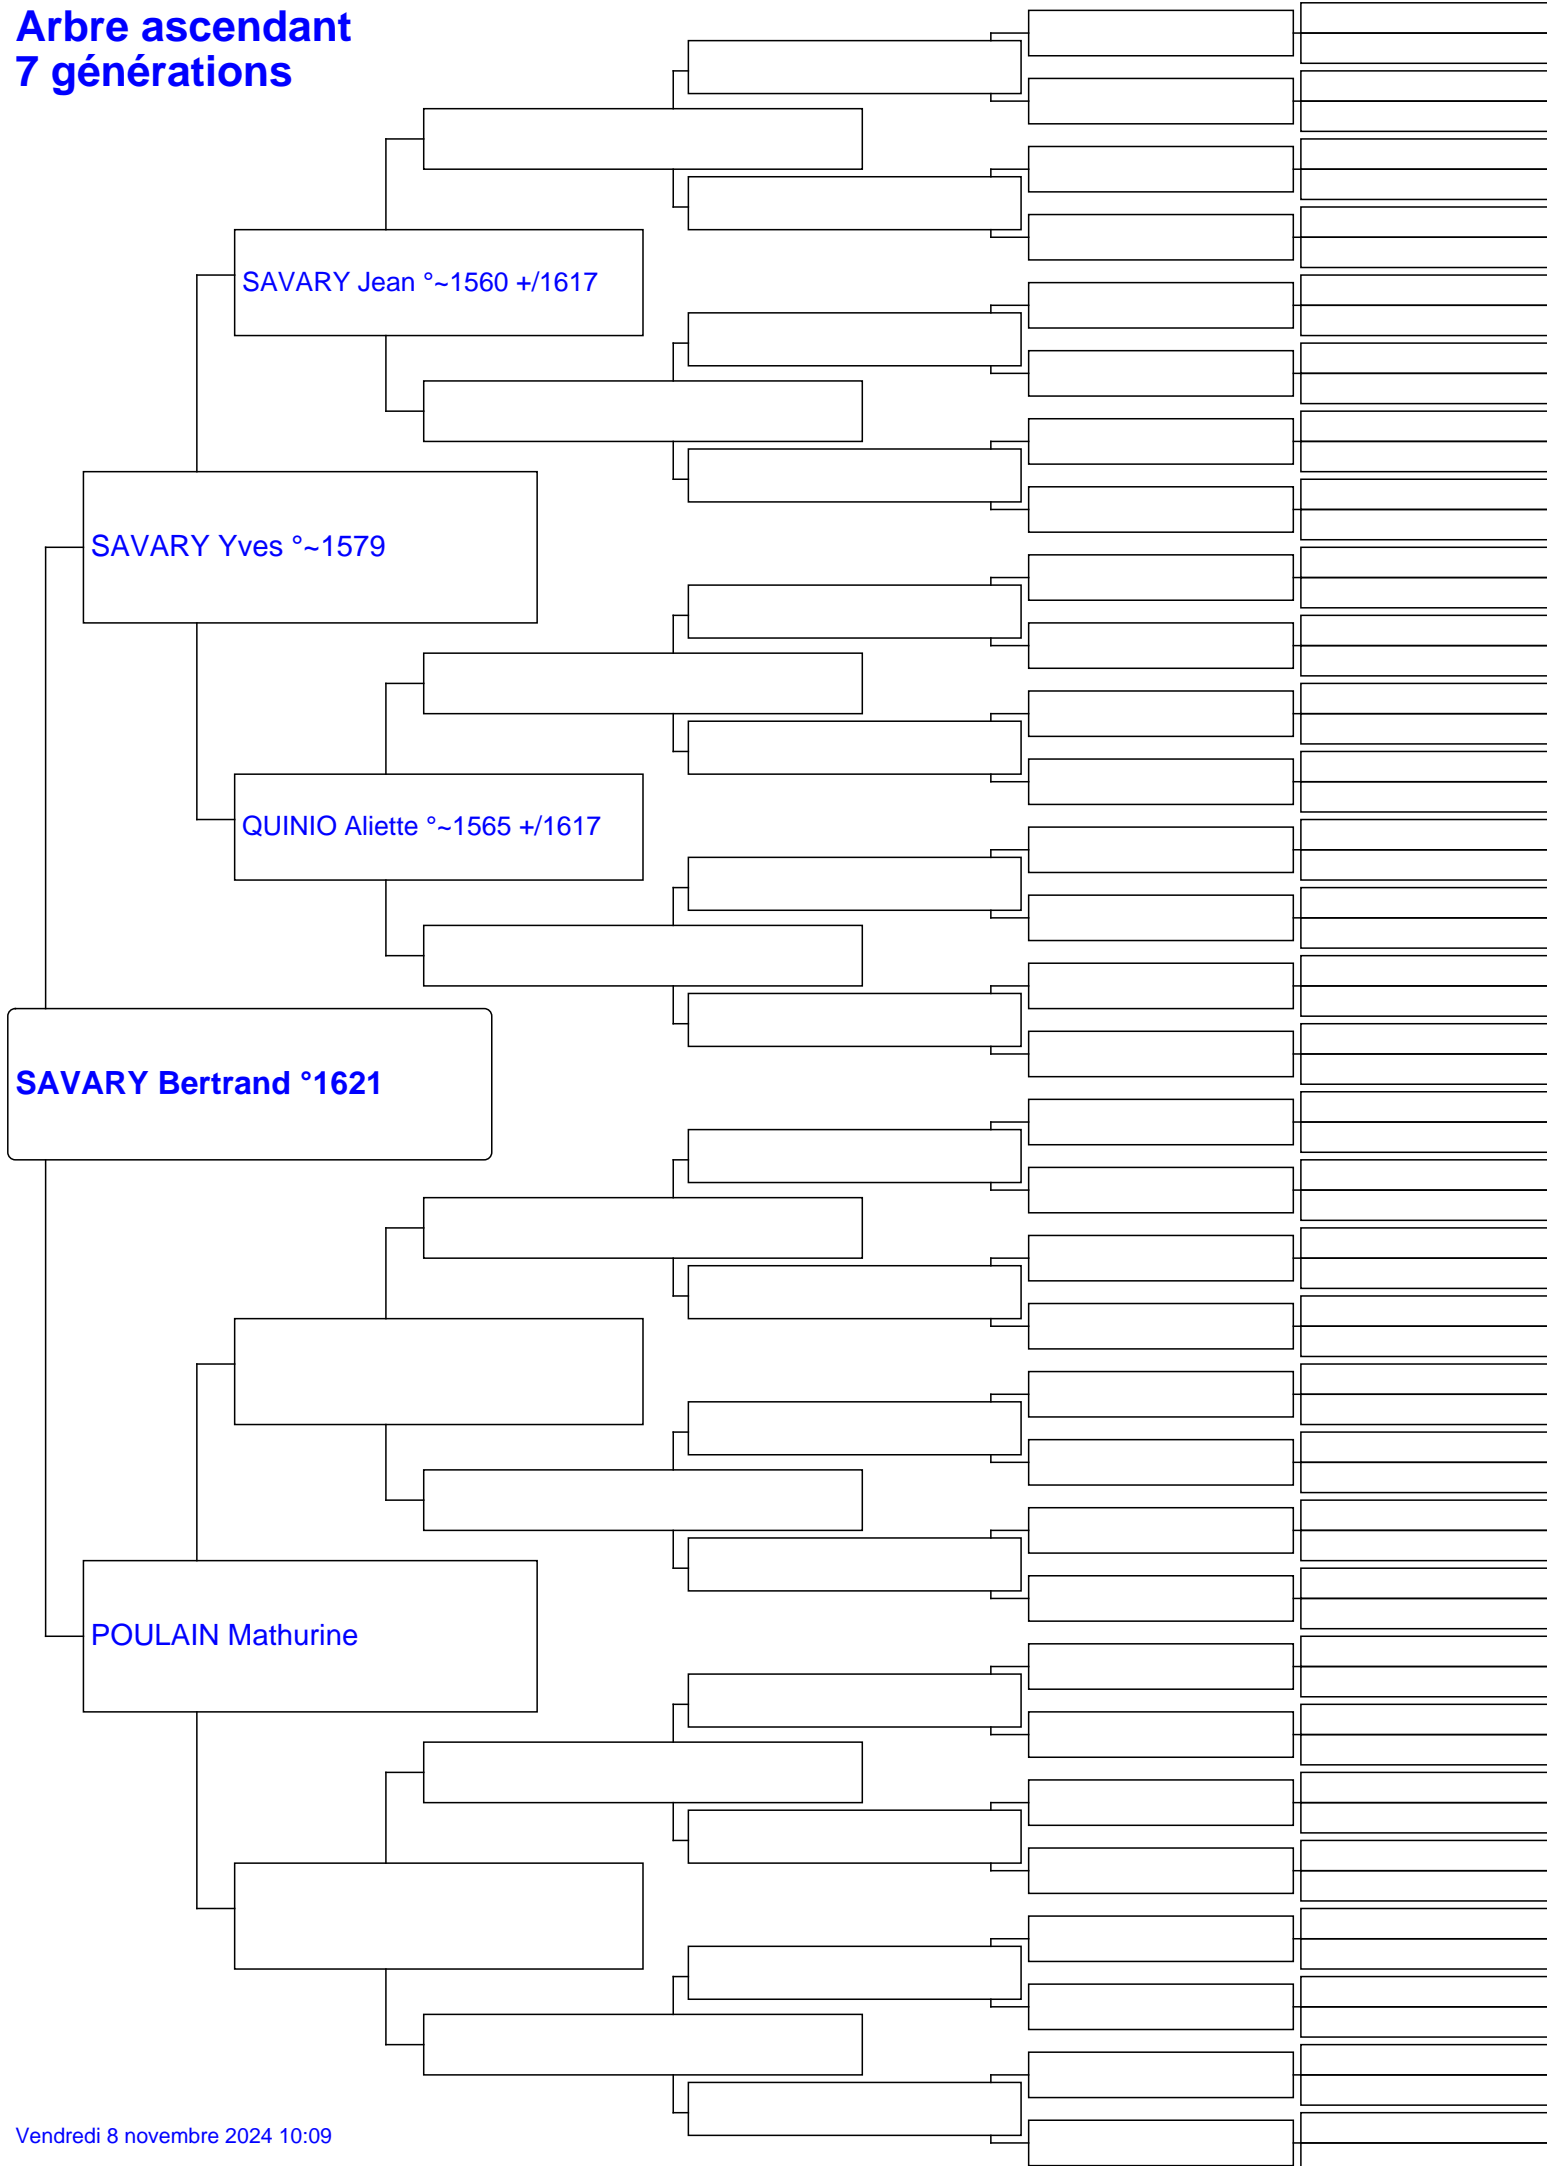 Arbre ascendant
7 générations
SAVARY Jean °~1560 +/1617
SAVARY Yves °~1579
QUINIO Aliette °~1565 +/1617
SAVARY Bertrand °1621
POULAIN Mathurine
Vendredi 8 novembre 2024 10:09